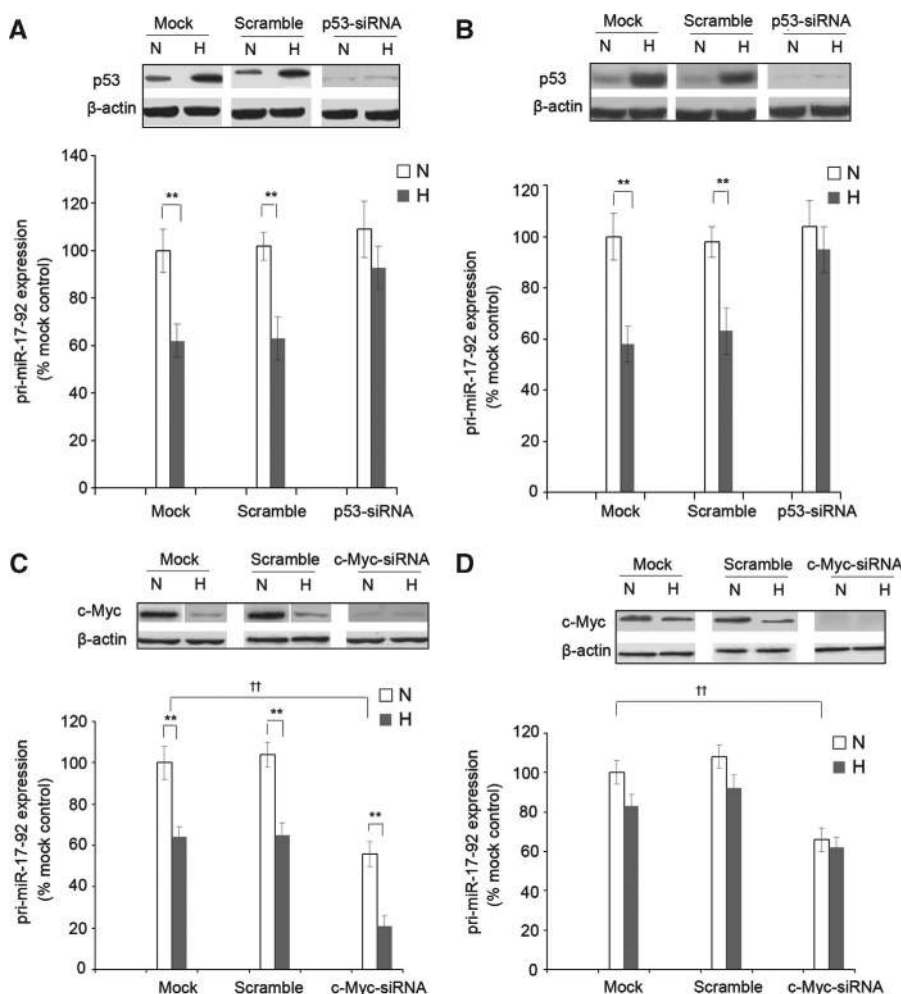 A
Mock Scramble p53-siRNA
N H N H N H
p53
β-actin
pri-miR-17-92 expression
(% mock control)
140
120
100
80
60
40
20
0
** **
N
H
Mock Scramble p53-siRNA
B
Mock Scramble p53-siRNA
N H N H N H
p53
β-actin
pri-miR-17-92 expression
(% mock control)
120
100
80
60
40
20
0
** **
N
H
Mock Scramble p53-siRNA
C
Mock Scramble c-Myc-siRNA
N H N H N H
c-Myc
β-actin
pri-miR-17-92 expression
(% mock control)
120
100
80
60
40
20
0
††
** ** **
N
H
Mock Scramble c-Myc-siRNA
D
Mock Scramble c-Myc-siRNA
N H N H N H
c-Myc
β-actin
pri-miR-17-92 expression
(% mock control)
120
100
80
60
40
20
0
††
N
H
Mock Scramble c-Myc-siRNA